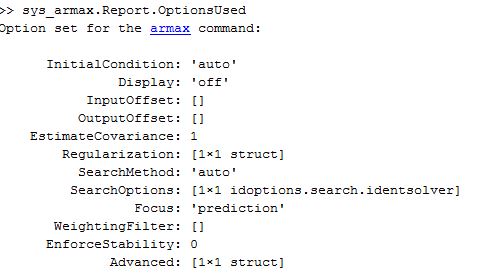 >> sys_armax.Report.OptionsUsed
Option set for the armax command:
InitialCondition: 'auto'
Display: 'off'
InputOffset: []
OutputOffset: []
EstimateCovariance: 1
Regularization: [1×1 struct]
SearchMethod: 'auto'
SearchOptions: [1×1 idoptions.search.identsolver]
Focus: 'prediction'
WeightingFilter: []
EnforceStability: 0
Advanced: [1×1 struct]